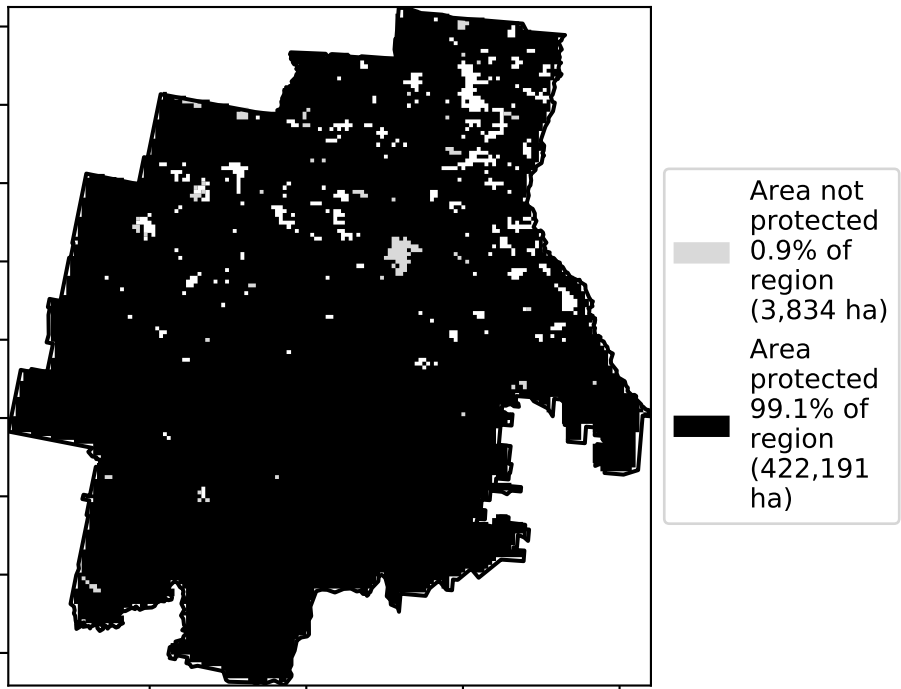 Area not
protected
0.9% of
region
(3,834 ha)
Area
protected
99.1% of
region
(422,191
ha)